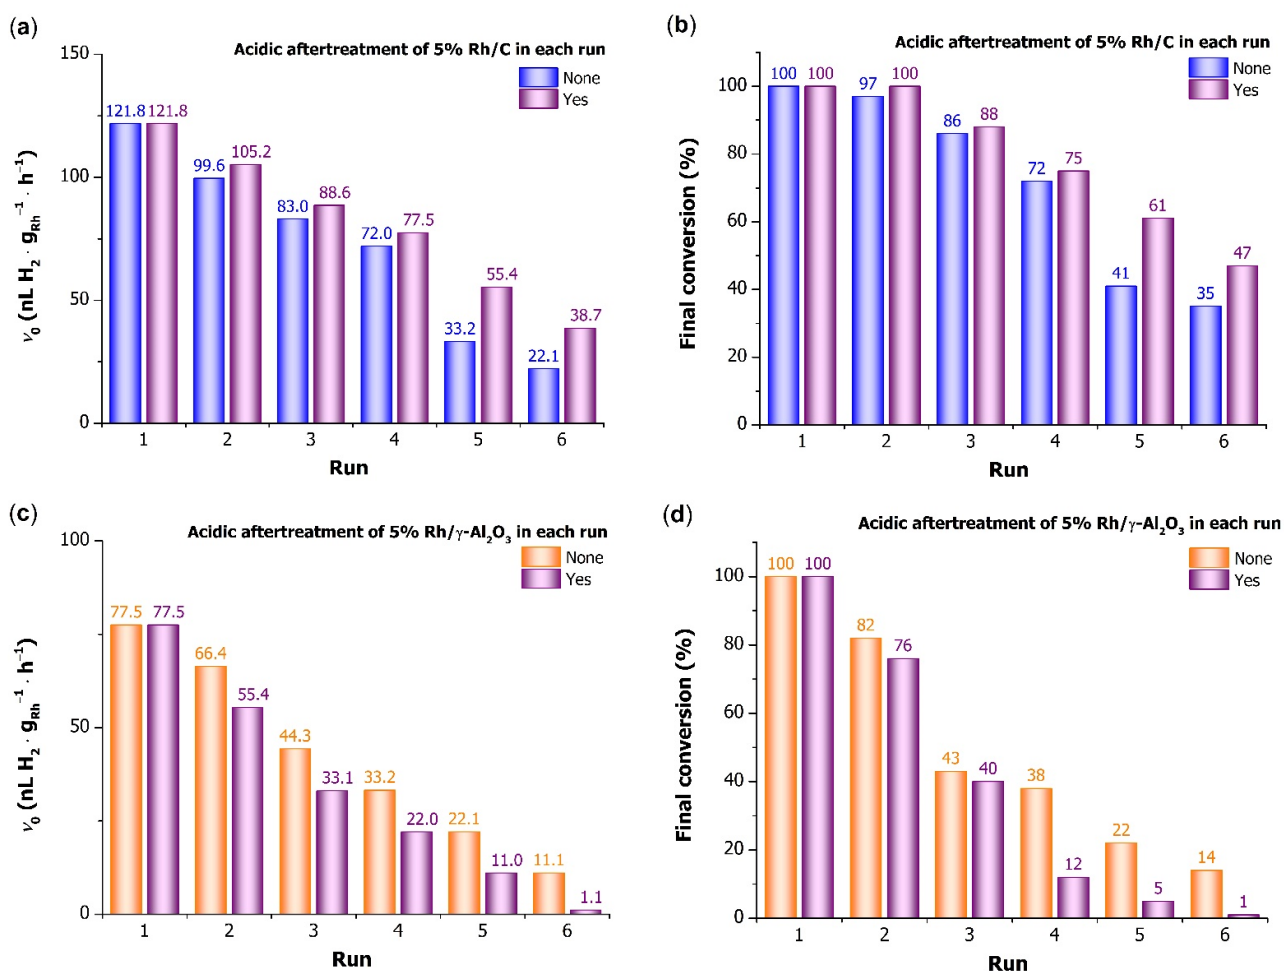 (a)
Acidic aftertreatment of 5% Rh/C in each run
None
Yes
150
100
50
0
ν₀ (nL H₂ · gRh⁻¹ · h⁻¹)
121.8 121.8
99.6 105.2
83.0 88.6
72.0 77.5
33.2 55.4
22.1 38.7
1 2 3 4 5 6
Run
(b)
Acidic aftertreatment of 5% Rh/C in each run
None
Yes
100
80
60
40
20
0
Final conversion (%)
100 100
97 100
86 88
72 75
41 61
35 47
1 2 3 4 5 6
Run
(c)
Acidic aftertreatment of 5% Rh/γ-Al₂O₃ in each run
None
Yes
100
50
0
ν₀ (nL H₂ · gRh⁻¹ · h⁻¹)
77.5 77.5
66.4 55.4
44.3 33.1
33.2 22.0
22.1 11.0
11.1 1.1
1 2 3 4 5 6
Run
(d)
Acidic aftertreatment of 5% Rh/γ-Al₂O₃ in each run
None
Yes
100
80
60
40
20
0
Final conversion (%)
100 100
82 76
43 40
38 12
22 5
14 1
1 2 3 4 5 6
Run